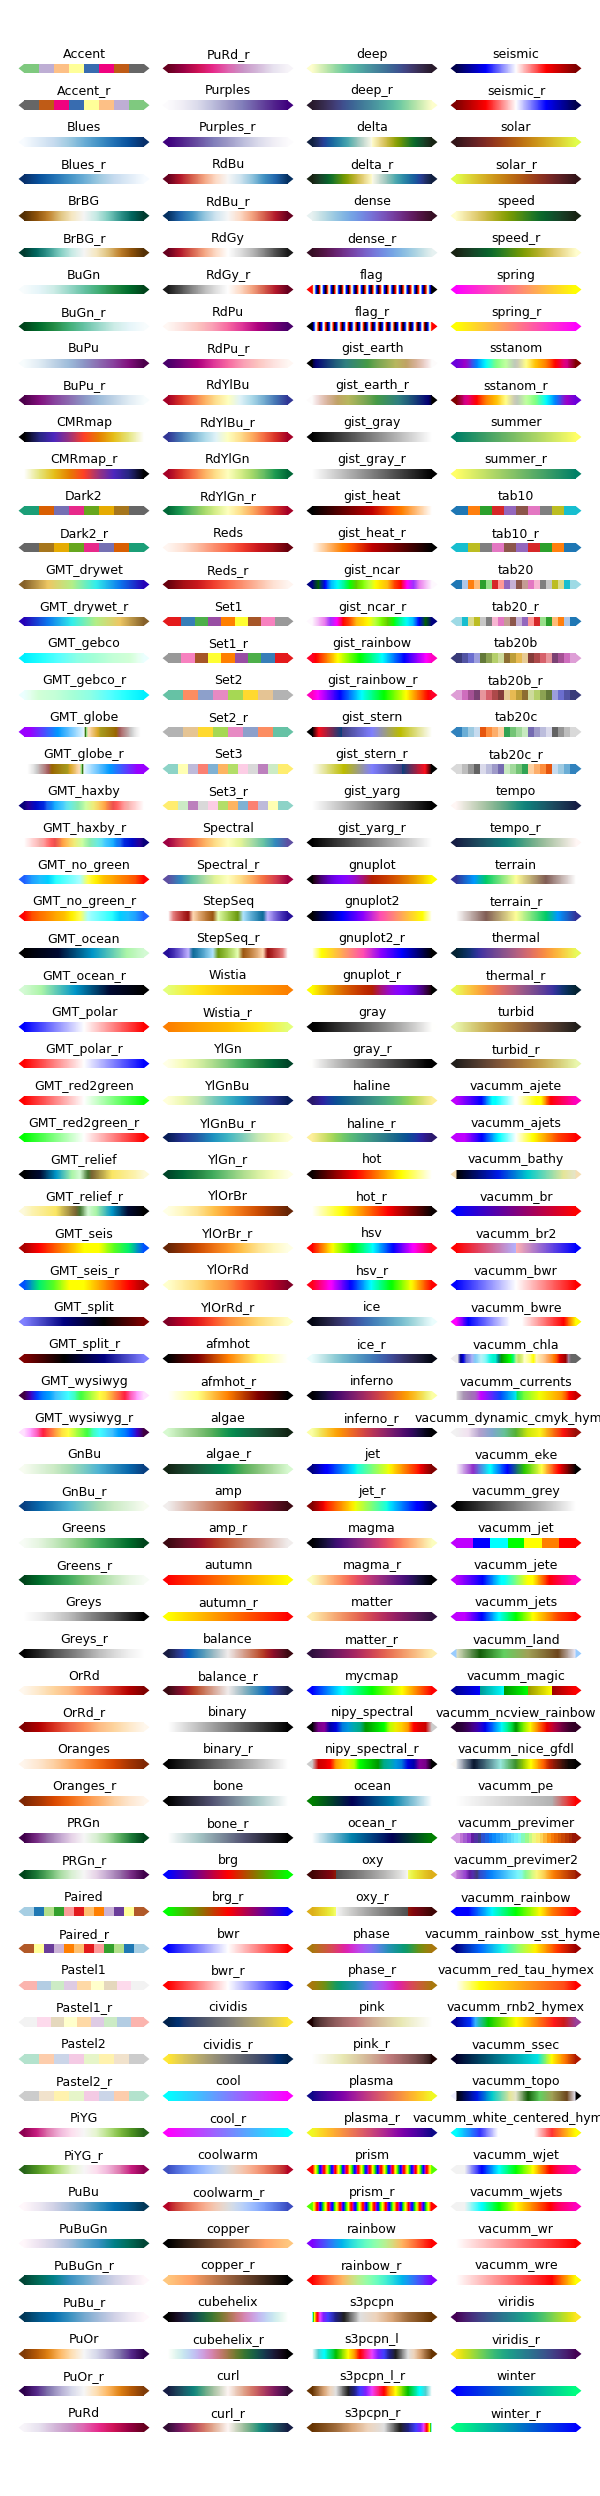 Accent
Accent_r
Blues
Blues_r
BrBG
BrBG_r
BuGn
BuGn_r
BuPu
BuPu_r
CMRmap
CMRmap_r
Dark2
Dark2_r
GMT_drywet
GMT_drywet_r
GMT_gebco
GMT_gebco_r
GMT_globe
GMT_globe_r
GMT_haxby
GMT_haxby_r
GMT_no_green
GMT_no_green_r
GMT_ocean
GMT_ocean_r
GMT_polar
GMT_polar_r
GMT_red2green
GMT_red2green_r
GMT_relief
GMT_relief_r
GMT_seis
GMT_seis_r
GMT_split
GMT_split_r
GMT_wysiwyg
GMT_wysiwyg_r
GnBu
GnBu_r
Greens
Greens_r
Greys
Greys_r
OrRd
OrRd_r
Oranges
Oranges_r
PRGn
PRGn_r
Paired
Paired_r
Pastel1
Pastel1_r
Pastel2
Pastel2_r
PiYG
PiYG_r
PuBu
PuBuGn
PuBuGn_r
PuBu_r
PuOr
PuOr_r
PuRd
PuRd_r
Purples
Purples_r
RdBu
RdBu_r
RdGy
RdGy_r
RdPu
RdPu_r
RdYlBu
RdYlBu_r
RdYlGn
RdYlGn_r
Reds
Reds_r
Set1
Set1_r
Set2
Set2_r
Set3
Set3_r
Spectral
Spectral_r
StepSeq
StepSeq_r
Wistia
Wistia_r
YlGn
YlGnBu
YlGnBu_r
YlGn_r
YlOrBr
YlOrBr_r
YlOrRd
YlOrRd_r
afmhot
afmhot_r
algae
algae_r
amp
amp_r
autumn
autumn_r
balance
balance_r
binary
binary_r
bone
bone_r
brg
brg_r
bwr
bwr_r
cividis
cividis_r
cool
cool_r
coolwarm
coolwarm_r
copper
copper_r
cubehelix
cubehelix_r
curl
curl_r
deep
deep_r
delta
delta_r
dense
dense_r
flag
flag_r
gist_earth
gist_earth_r
gist_gray
gist_gray_r
gist_heat
gist_heat_r
gist_ncar
gist_ncar_r
gist_rainbow
gist_rainbow_r
gist_stern
gist_stern_r
gist_yarg
gist_yarg_r
gnuplot
gnuplot2
gnuplot2_r
gnuplot_r
gray
gray_r
haline
haline_r
hot
hot_r
hsv
hsv_r
ice
ice_r
inferno
inferno_r
jet
jet_r
magma
magma_r
matter
matter_r
mycmap
nipy_spectral
nipy_spectral_r
ocean
ocean_r
oxy
oxy_r
phase
phase_r
pink
pink_r
plasma
plasma_r
prism
prism_r
rainbow
rainbow_r
s3pcpn
s3pcpn_l
s3pcpn_l_r
s3pcpn_r
seismic
seismic_r
solar
solar_r
speed
speed_r
spring
spring_r
sstanom
sstanom_r
summer
summer_r
tab10
tab10_r
tab20
tab20_r
tab20b
tab20b_r
tab20c
tab20c_r
tempo
tempo_r
terrain
terrain_r
thermal
thermal_r
turbid
turbid_r
vacumm_ajete
vacumm_ajets
vacumm_bathy
vacumm_br
vacumm_br2
vacumm_bwr
vacumm_bwre
vacumm_chla
vacumm_currents
vacumm_dynamic_cmyk_hym
vacumm_eke
vacumm_grey
vacumm_jet
vacumm_jete
vacumm_jets
vacumm_land
vacumm_magic
vacumm_ncview_rainbow
vacumm_nice_gfdl
vacumm_pe
vacumm_previmer
vacumm_previmer2
vacumm_rainbow
vacumm_rainbow_sst_hyme
vacumm_red_tau_hymex
vacumm_rnb2_hymex
vacumm_ssec
vacumm_topo
vacumm_white_centered_hym
vacumm_wjet
vacumm_wjets
vacumm_wr
vacumm_wre
viridis
viridis_r
winter
winter_r